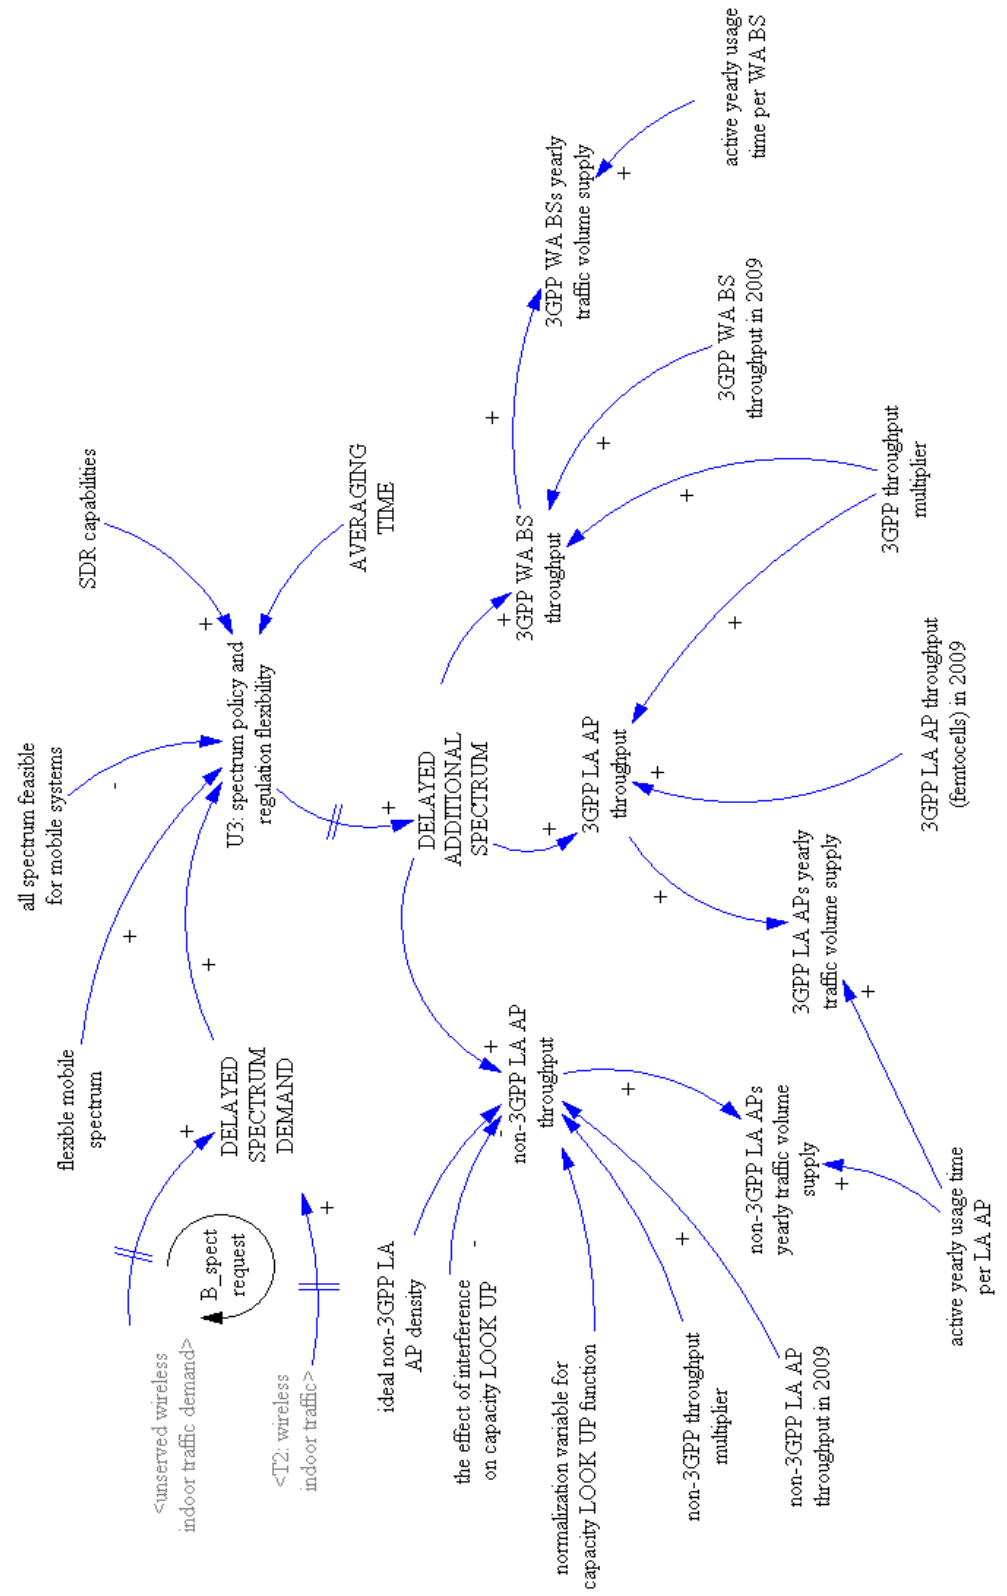 all spectrum feasible
for mobile systems
flexible mobile
spectrum
SDR capabilities
<unserved wireless
indoor traffic demand>
B_spect
request
DELAYED
SPECTRUM
DEMAND
U3: spectrum policy and
regulation flexibility
<T2: wireless
indoor traffic>
AVERAGING
TIME
ideal non-3GPP LA
AP density
DELAYED
ADDITIONAL
SPECTRUM
the effect of interference
on capacity LOOK UP
non-3GPP LA AP
throughput
3GPP WA BS
throughput
3GPP WA BSs yearly
traffic volume supply
normalization variable for
capacity LOOK UP function
3GPP LA AP
throughput
non-3GPP throughput
multiplier
3GPP WA BS
throughput in 2009
active yearly usage
time per WA BS
non-3GPP LA APs
yearly traffic volume
supply
3GPP LA APs yearly
traffic volume supply
non-3GPP LA AP
throughput in 2009
3GPP throughput
multiplier
3GPP LA AP throughput
(femtocells) in 2009
active yearly usage time
per LA AP